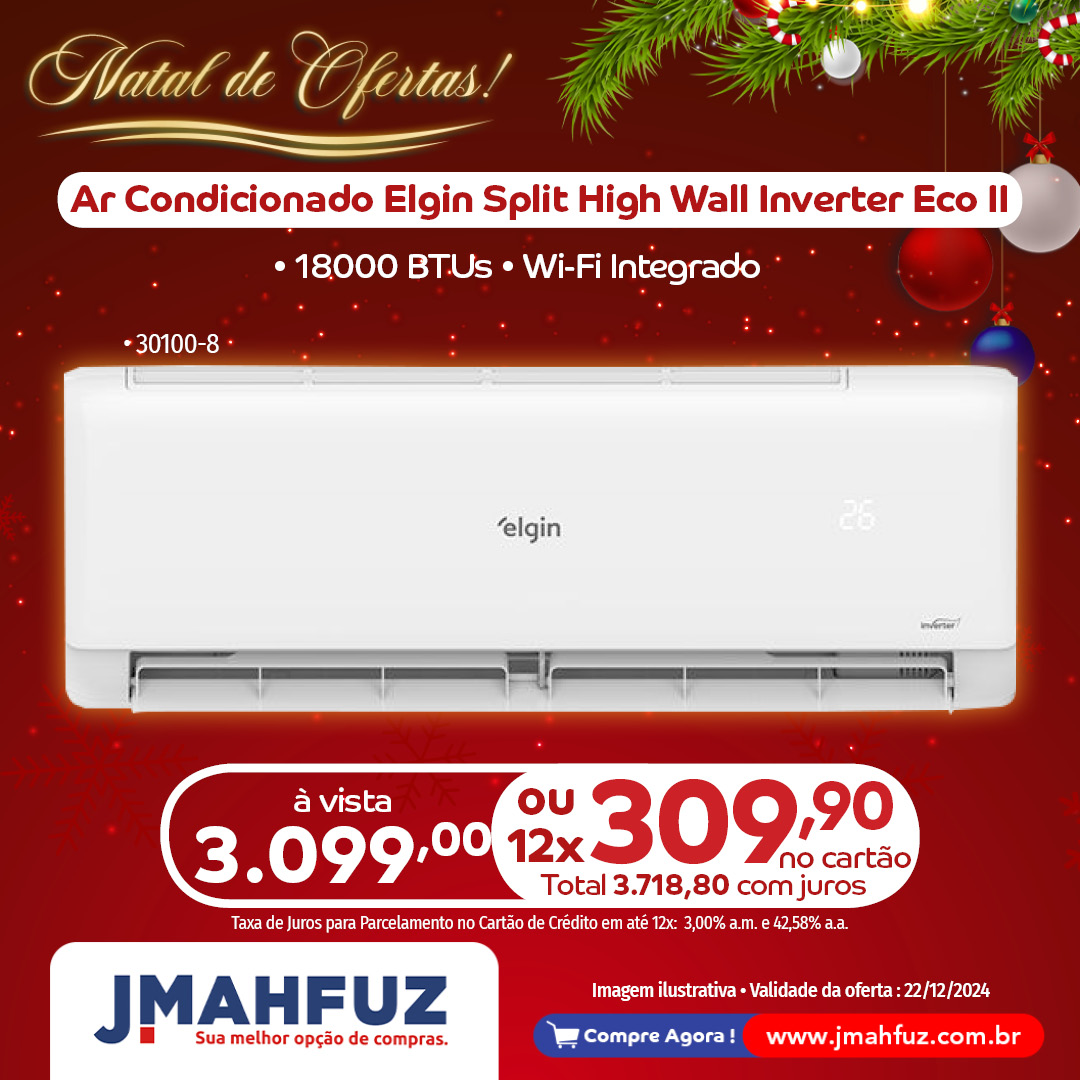 Natal de Ofertas!
Ar Condicionado Elgin Split High Wall Inverter Eco II
• 18000 BTUs • Wi-Fi Integrado
• 30100-8
elgin
26
inverter
à vista
3.099,00
ou
12x 309,90
no cartão
Total 3.718,80 com juros
Taxa de Juros para Parcelamento no Cartão de Crédito em até 12x: 3,00% a.m. e 42,58% a.a.
JMAHFUZ
Sua melhor opção de compras.
Imagem ilustrativa • Validade da oferta : 22/12/2024
Compre Agora !
www.jmahfuz.com.br